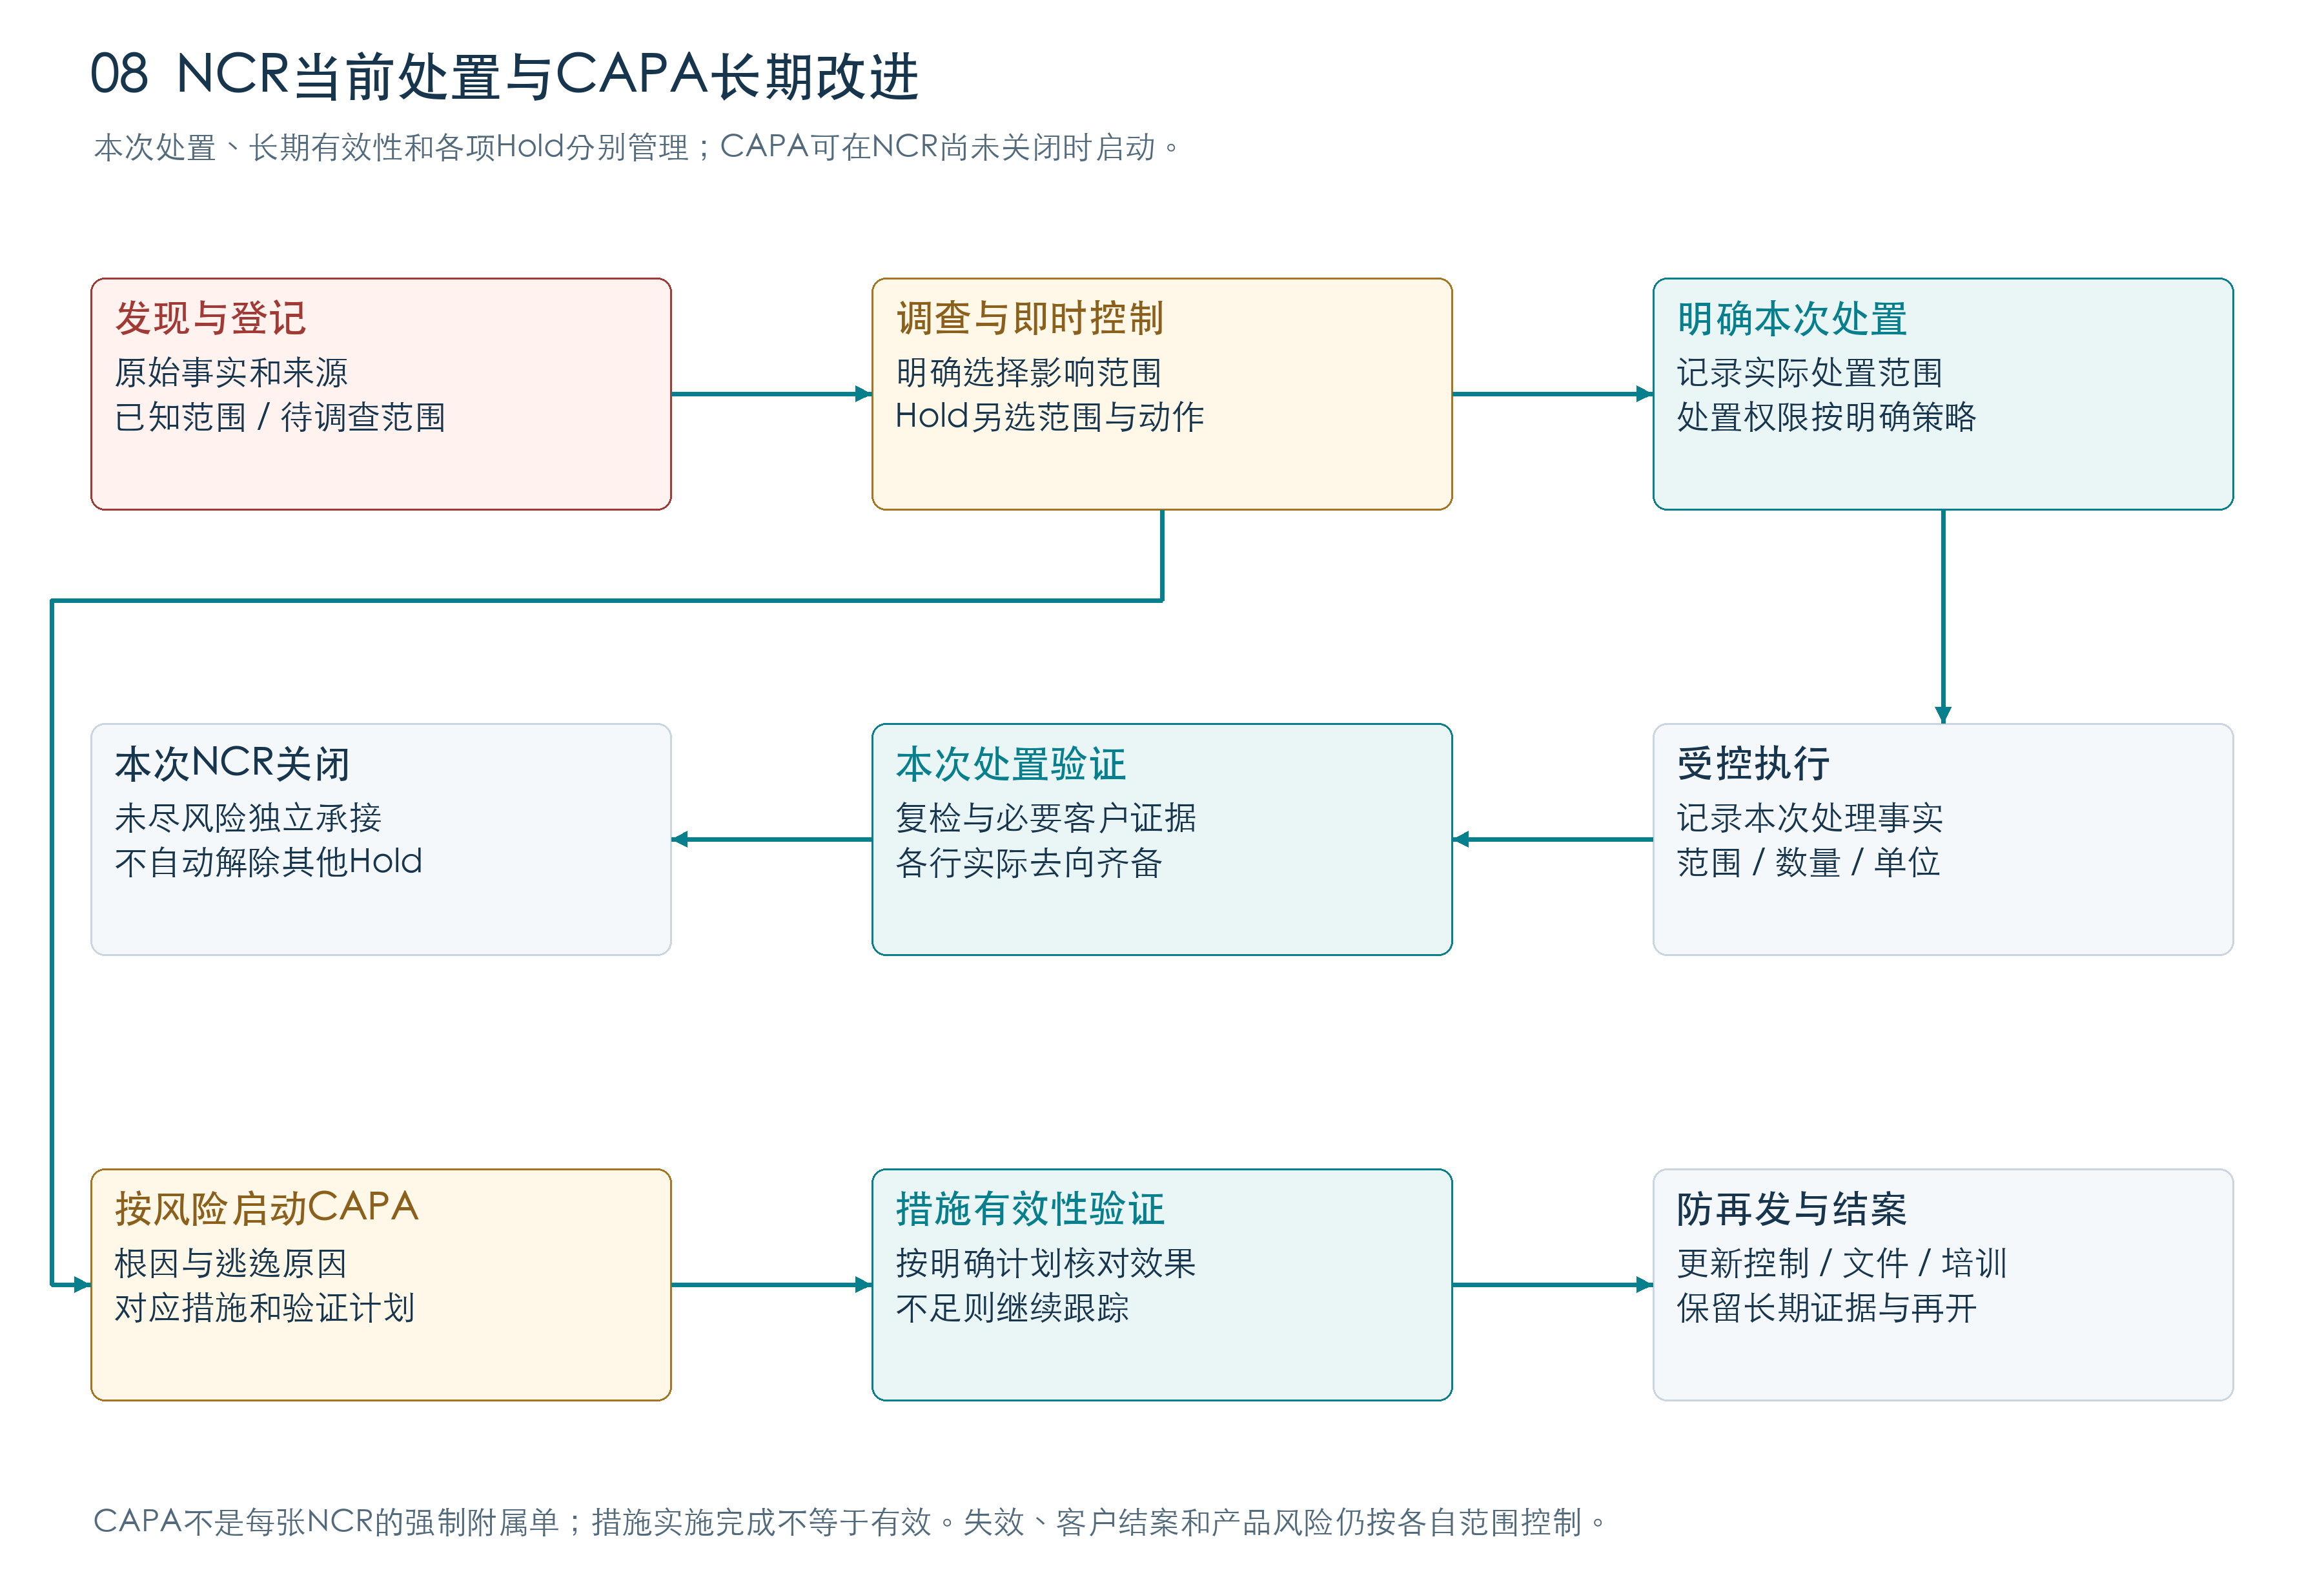 08 NCR当前处置与CAPA长期改进
本次处置、长期有效性和各项Hold分别管理；CAPA可在NCR尚未关闭时启动。
发现与登记
原始事实和来源
已知范围 / 待调查范围
调查与即时控制
明确选择影响范围
Hold另选范围与动作
明确本次处置
记录实际处置范围
处置权限按明确策略
本次NCR关闭
未尽风险独立承接
不自动解除其他Hold
本次处置验证
复检与必要客户证据
各行实际去向齐备
受控执行
记录本次处理事实
范围 / 数量 / 单位
按风险启动CAPA
根因与逃逸原因
对应措施和验证计划
措施有效性验证
按明确计划核对效果
不足则继续跟踪
防再发与结案
更新控制 / 文件 / 培训
保留长期证据与再开
CAPA不是每张NCR的强制附属单；措施实施完成不等于有效。失效、客户结案和产品风险仍按各自范围控制。